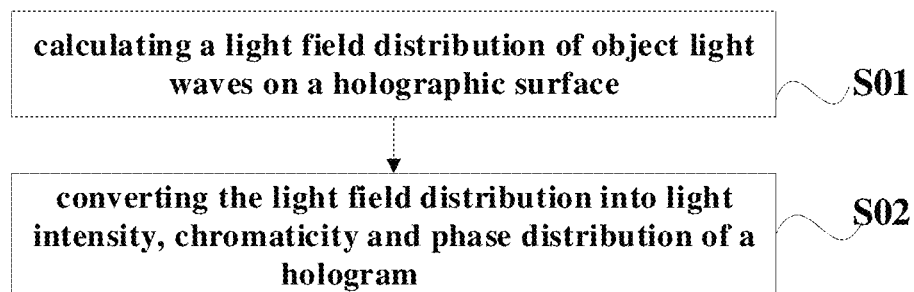 calculating a light field distribution of object light
waves on a holographic surface
S01
converting the light field distribution into light
intensity, chromaticity and phase distribution of a
hologram
S02